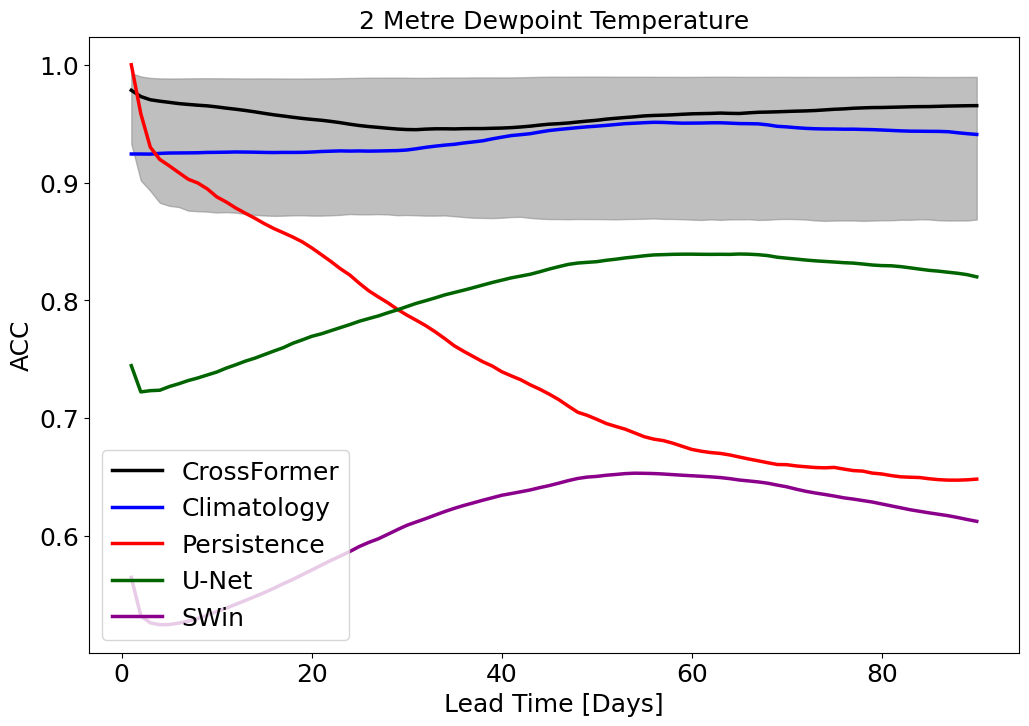 2 Metre Dewpoint Temperature
ACC
1.0
0.9
0.8
0.7
0.6
CrossFormer
Climatology
Persistence
U-Net
SWin
0 20 40 60 80
Lead Time [Days]